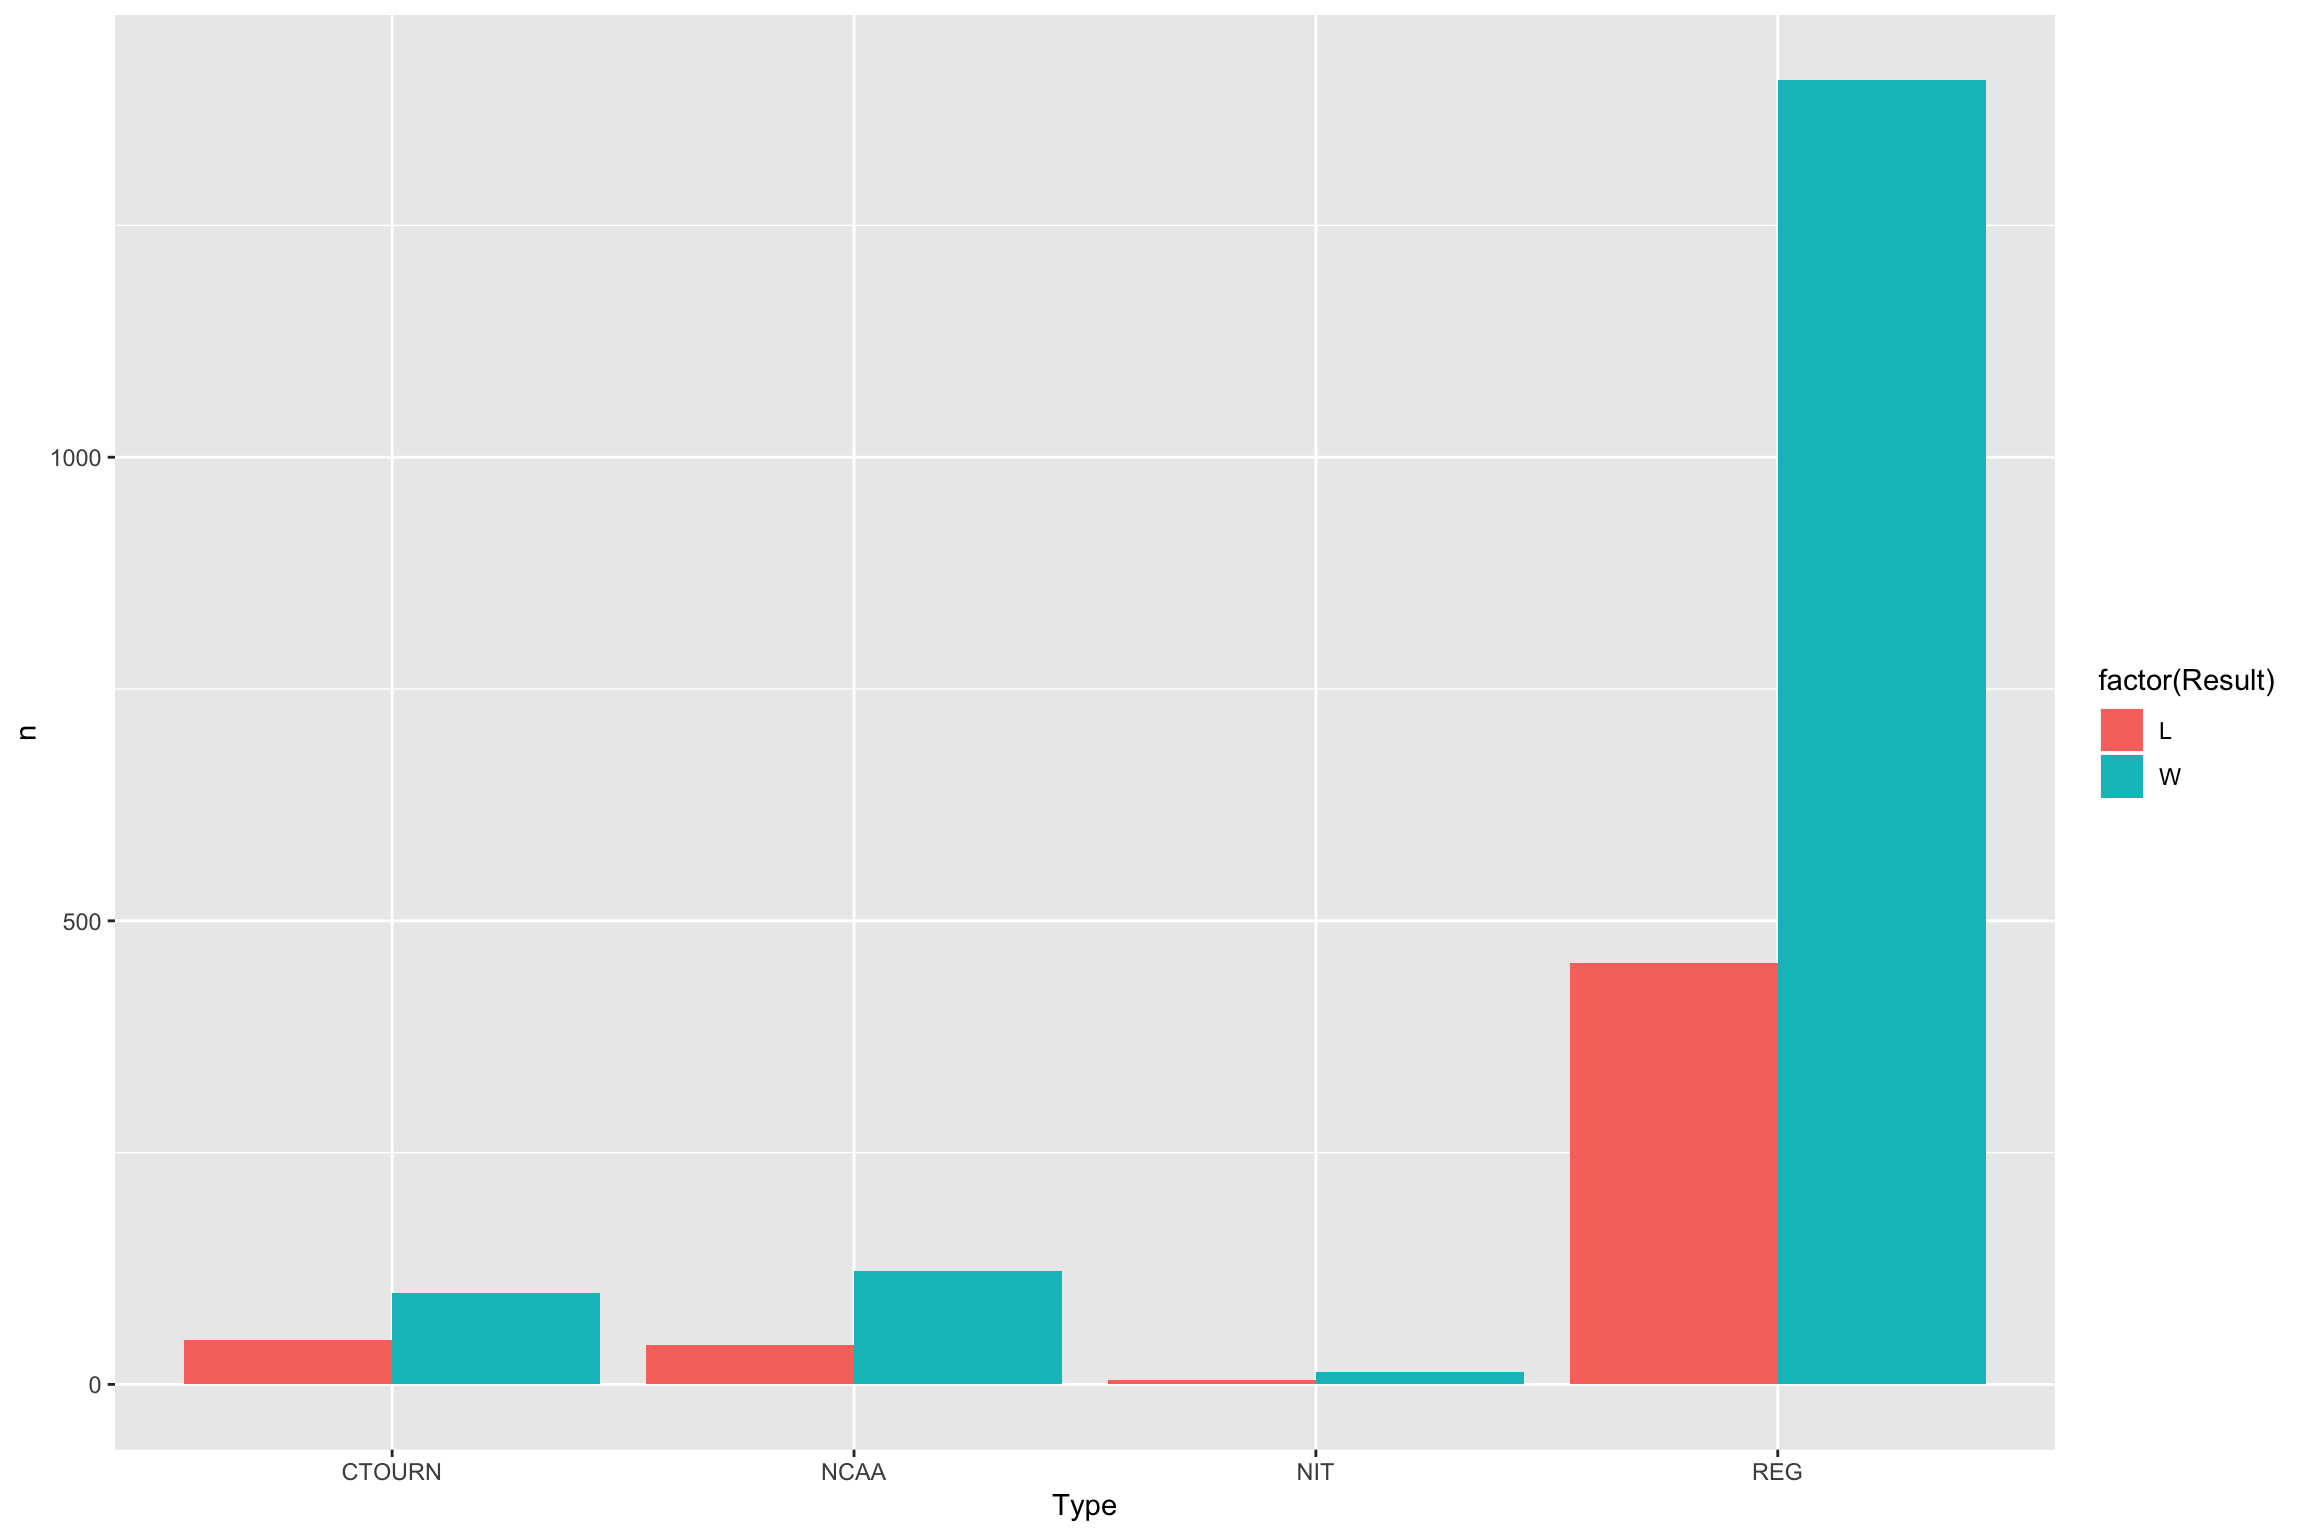 1000
500
0
n
CTOURN
NCAA
NIT
REG
Type
factor(Result)
L
W